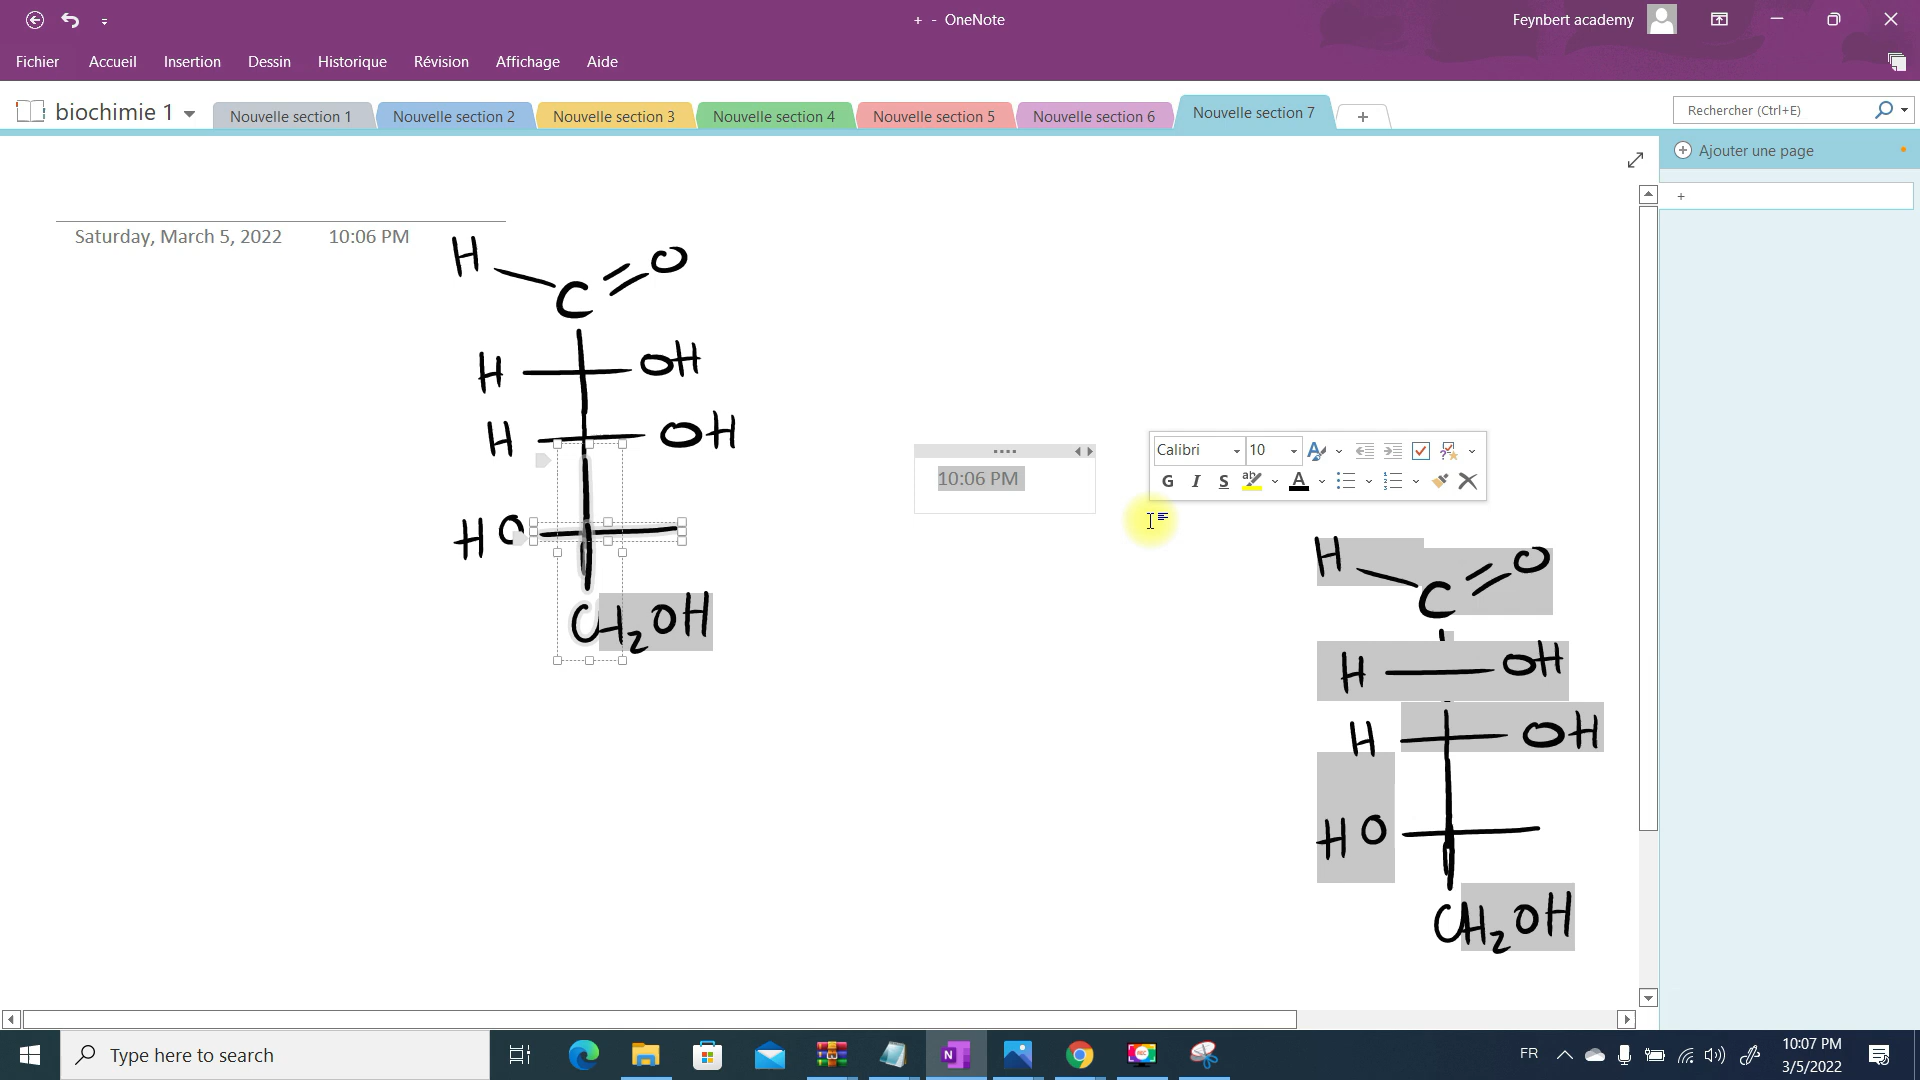 + - OneNote
Feynbert academy
Fichier Accueil Insertion Dessin Historique Révision Affichage Aide
biochimie 1
Nouvelle section 1 Nouvelle section 2 Nouvelle section 3 Nouvelle section 4 Nouvelle section 5 Nouvelle section 6 Nouvelle section 7 +
Rechercher (Ctrl+E)
Ajouter une page
+
Saturday, March 5, 2022 10:06 PM
H O
C
H OH
H OH
HO
CH2OH
10:06 PM
Calibri 10
G I S ab A
H O
C
H OH
H OH
HO
CH2OH
Type here to search
FR
10:07 PM
3/5/2022